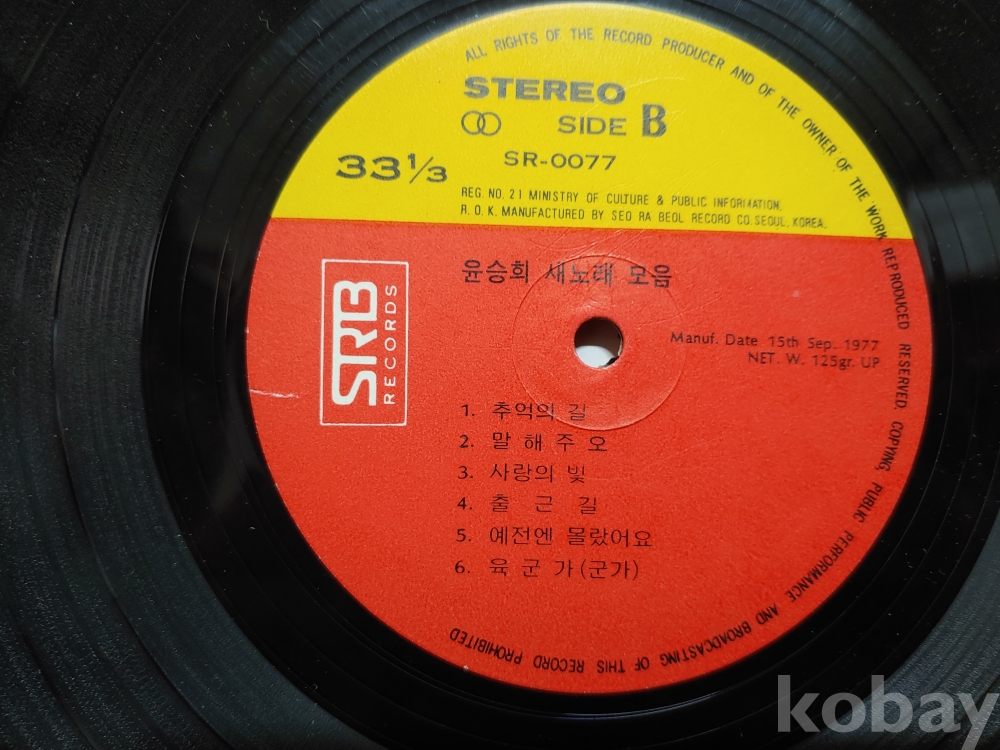 ALL RIGHTS OF THE RECORD PRODUCER AND OF THE OWNER OF THE WORK REPRODUCED RESERVED. COPYING, PUBLIC PERFORMANCE AND BROADCASTING OF THIS RECORD PROHIBITED
STEREO
SIDE B
33⅓
SR-0077
REG. NO. 21 MINISTRY OF CULTURE & PUBLIC INFORMATION.
R. O. K. MANUFACTURED BY SEO RA BEOL RECORD CO. SEOUL. KOREA.
윤승희 새노래 모음
SRB
RECORDS
Manuf. Date 15th Sep. 1977
NET. W. 125gr. UP
1. 추억의 길
2. 말 해 주 오
3. 사랑의 빛
4. 출 근 길
5. 예전엔 몰랐어요
6. 육 군 가 (군가)
kobay